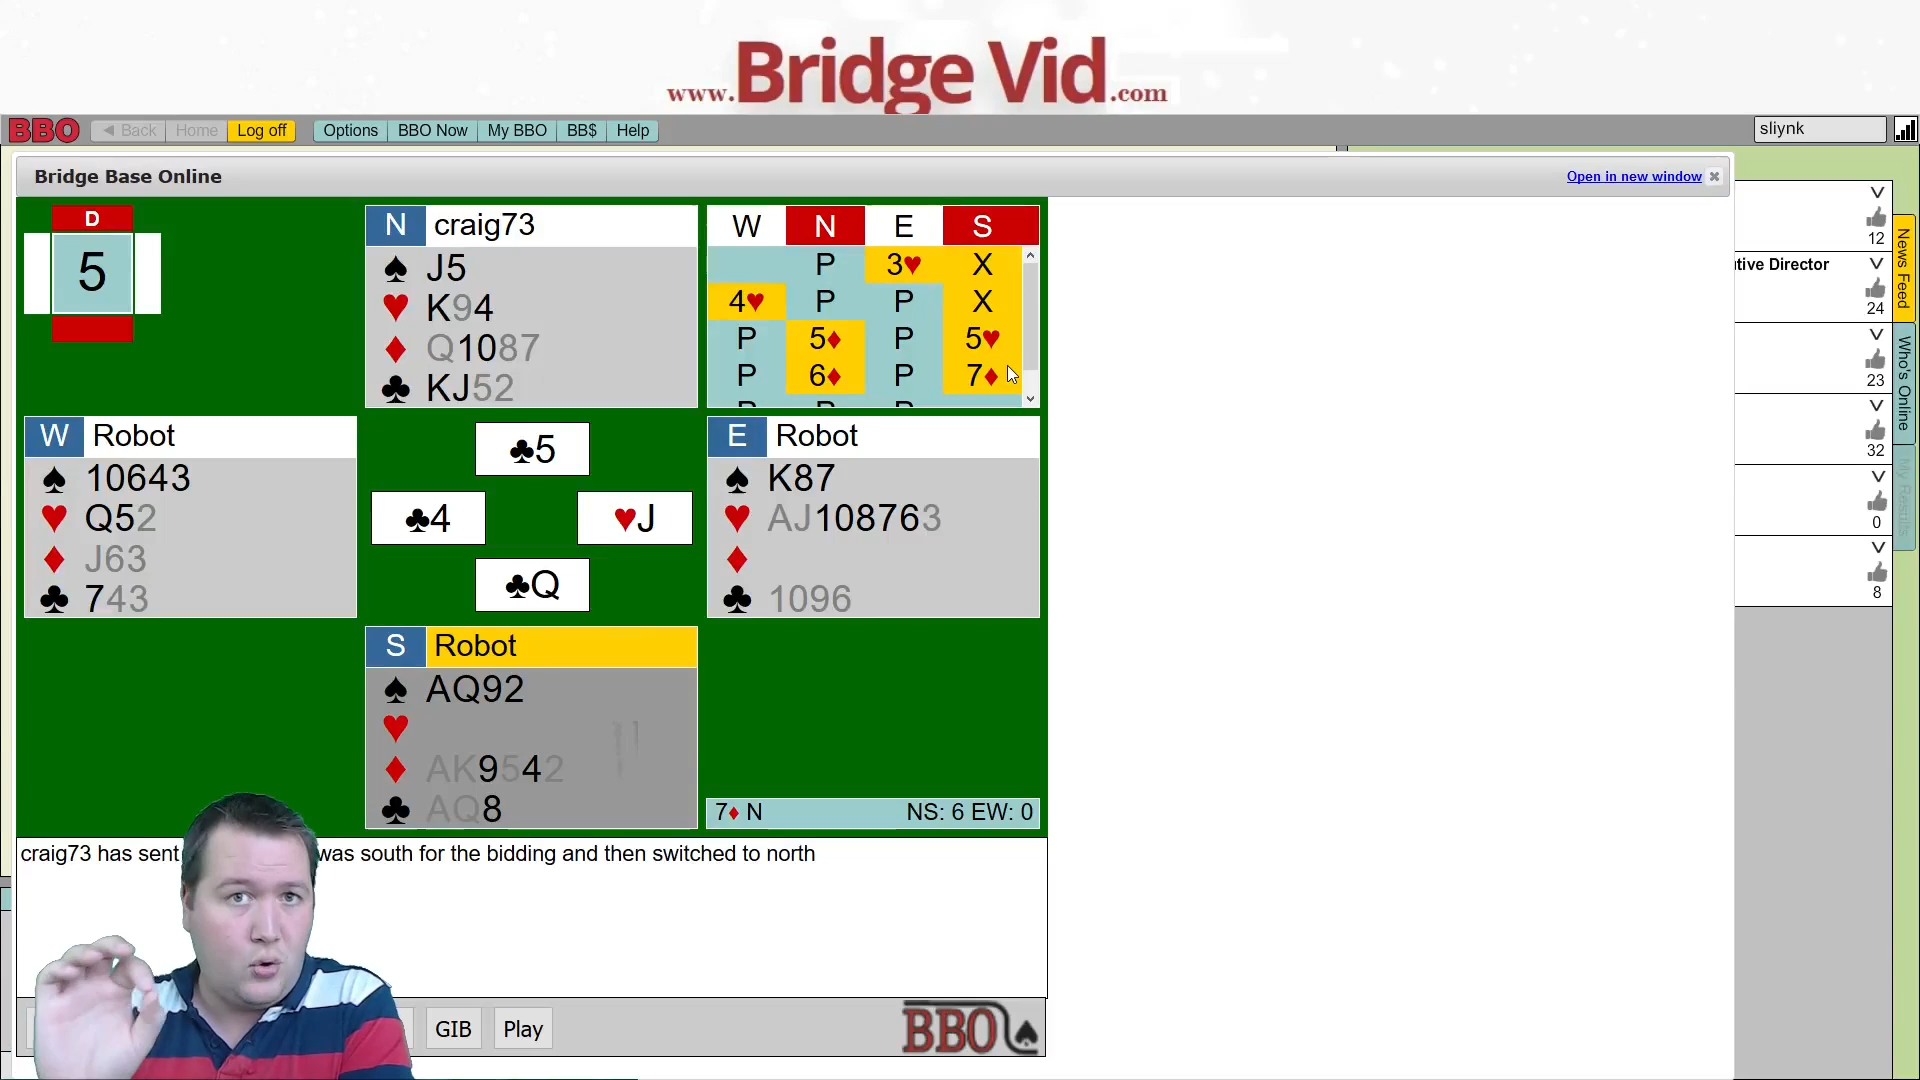 www.Bridge Vid.com
BBO ◄ Back Home Log off Options BBO Now My BBO BB$ Help sliynk
Bridge Base Online Open in new window ✖
D
5
N craig73
♠ J5
♥ K94
♦ Q1087
♣ KJ52
W N E S
P 3♥ X
4♥ P P X
P 5♦ P 5♥
P 6♦ P 7♦
P P P
W Robot
♠ 10643
♥ Q52
♦ J63
♣ 743
♣5
♣4 ♥J
♣Q
E Robot
♠ K87
♥ AJ108763
♦
♣ 1096
S Robot
♠ AQ92
♥
♦ AK9542
♣ AQ8
7♦ N NS: 6 EW: 0
craig73 has sent was south for the bidding and then switched to north
GIB Play
BBO
12
tive Director
24
23
32
0
8
News Feed
Who's Online
My Results